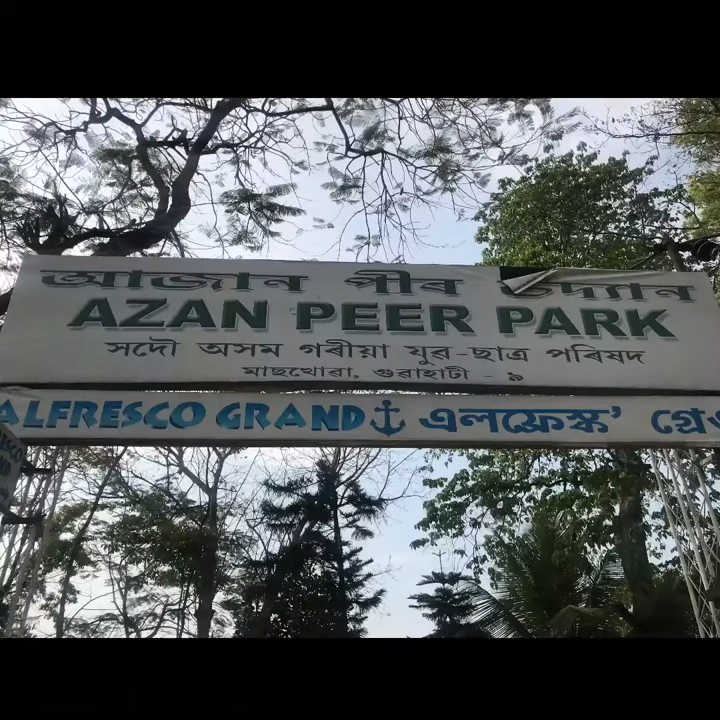 আজান পীৰ উদ্যান
AZAN PEER PARK
সদৌ অসম গৰীয়া যুৱ-ছাত্ৰ পৰিষদ
মাছখোৱা, গুৱাহাটী - ৯
ALFRESCO GRAND এলফ্ৰেস্ক'